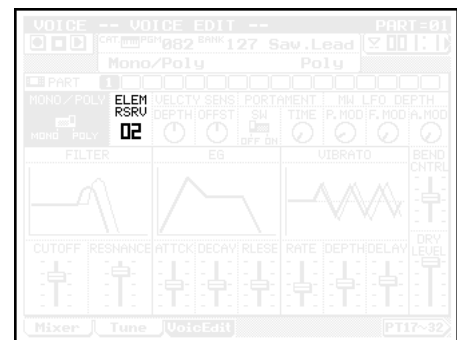 VOICE -- VOICE EDIT -- PART=01
CAT PGM# 082 BANK 127 Saw.Lead
Mono/Poly Poly
PART 1
MONO/POLY ELEM RSRV VELCTY SENS PORTAMENT MW LFO DEPTH
DEPTH OFFST SW TIME P.MOD F.MOD A.MOD
MONO POLY 02 OFF ON
FILTER EG VIBRATO BEND
CNTRL
CUTOFF RESNANCE ATTCK DECAY RLESE RATE DEPTH DELAY DRY LEVEL
Mixer Tune VoicEdit PT17~32